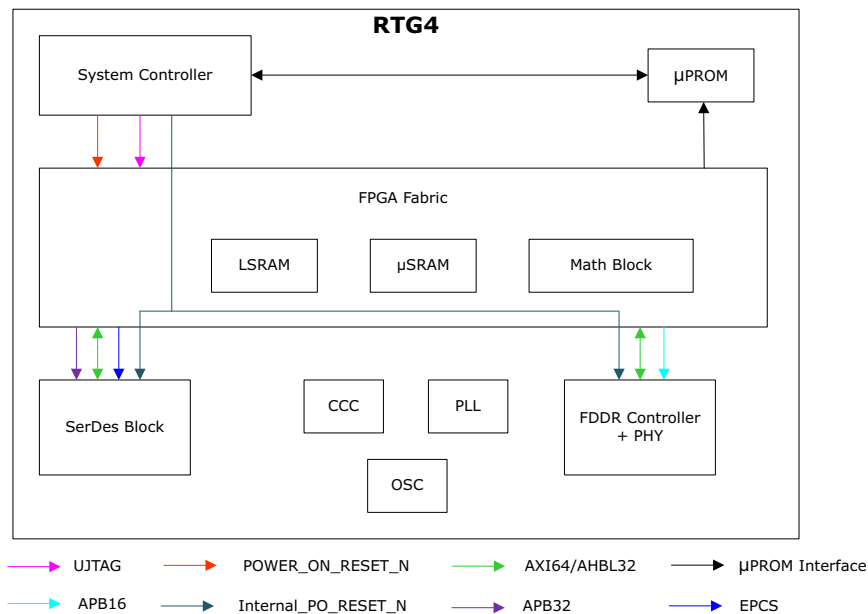 RTG4
System Controller
µPROM
FPGA Fabric
LSRAM
µSRAM
Math Block
SerDes Block
CCC
PLL
FDDR Controller
+ PHY
OSC
UJTAG
POWER_ON_RESET_N
AXI64/AHBL32
µPROM Interface
APB16
Internal_PO_RESET_N
APB32
EPCS